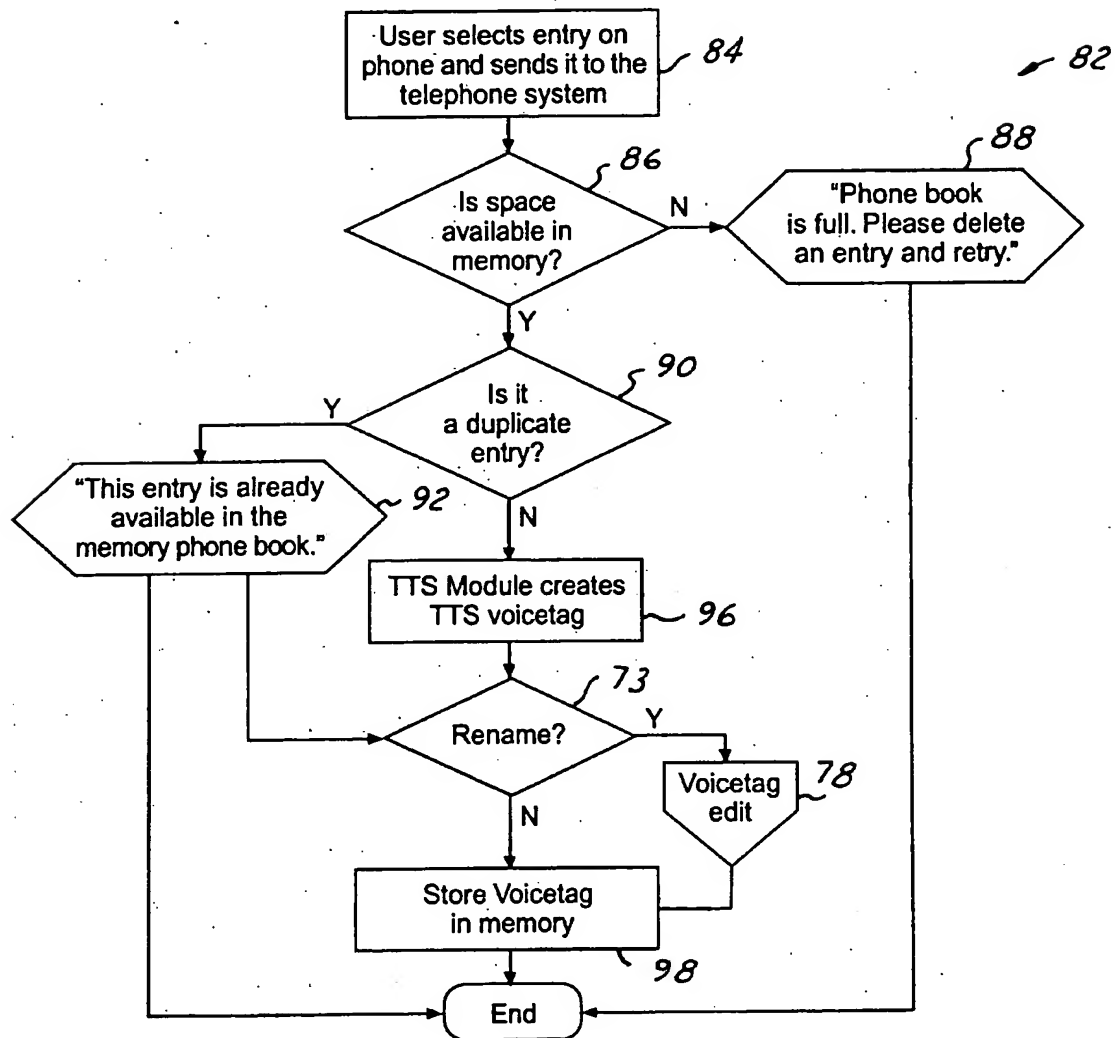 User selects entry on
phone and sends it to the
telephone system
84
82
86
88
Is space
available in
memory?
N
"Phone book
is full. Please delete
an entry and retry."
Y
90
Is it
a duplicate
entry?
Y
"This entry is already
available in the
memory phone book."
92
N
TTS Module creates
TTS voicetag
96
73
Rename?
Y
Voicetag
edit
78
N
Store Voicetag
in memory
98
End